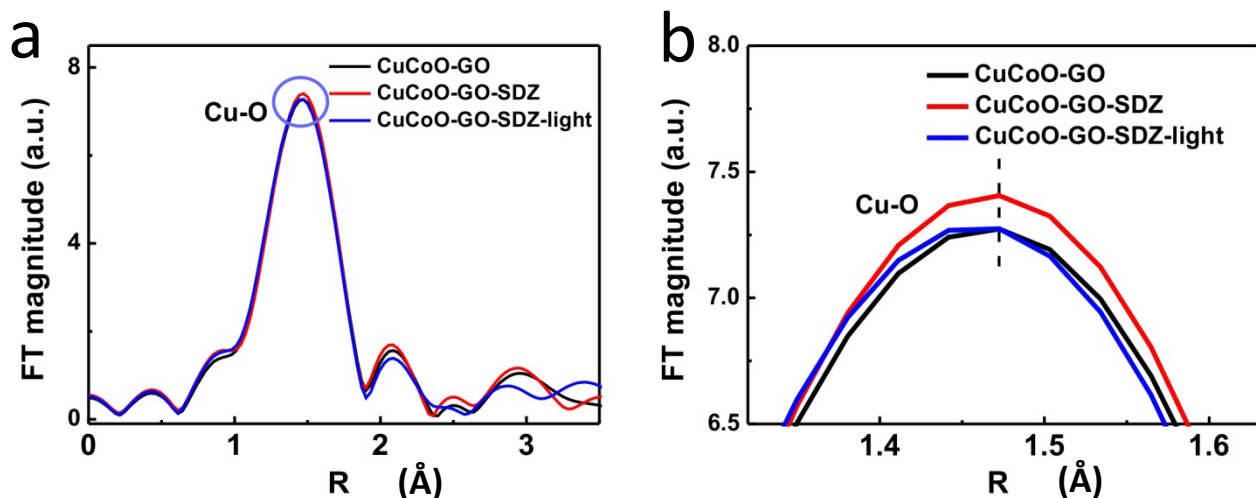 a
FT magnitude (a.u.)
8
4
0
0
1
2
3
R (Å)
Cu-O
CuCoO-GO
CuCoO-GO-SDZ
CuCoO-GO-SDZ-light
b
FT magnitude (a.u.)
8.0
7.5
7.0
6.5
1.4
1.5
1.6
R (Å)
CuCoO-GO
CuCoO-GO-SDZ
CuCoO-GO-SDZ-light
Cu-O